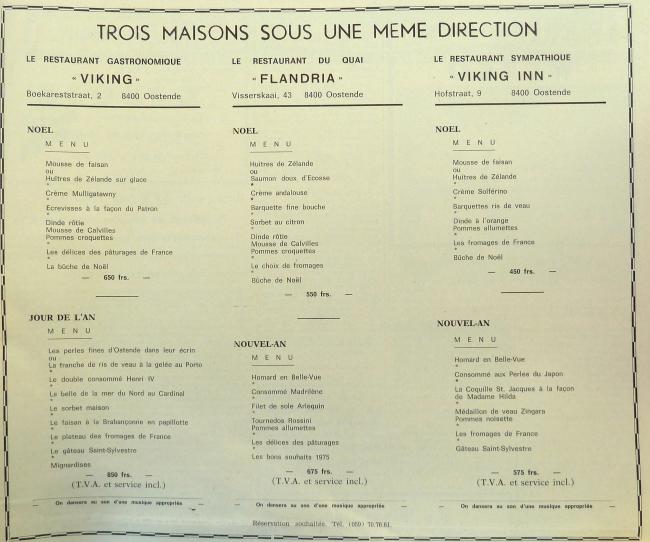 TROIS MAISONS SOUS UNE MEME DIRECTION
LE RESTAURANT GASTRONOMIQUE
« VIKING »
Boekareststraat, 2 8400 Oostende
NOEL
MENU
Mousse de faisan
ou
Huîtres de Zélande sur glace
*
Crème Mulligatawny
*
Ecrevisses à la façon du Patron
*
Dinde rôtie
Mousse de Calvilles
Pommes croquettes
*
Les délices des pâturages de France
*
La bûche de Noël
— 650 frs. —
JOUR DE L'AN
MENU
Les perles fines d'Ostende dans leur écrin
ou
La tranche de ris de veau à la gelée au Porto
*
Le double consommé Henri IV
*
La belle de la mer du Nord au Cardinal
*
Le sorbet maison
*
Le faisan à la Brabançonne en papillotte
*
Le plateau des fromages de France
*
Le gâteau Saint-Sylvestre
*
Mignardises
— 850 frs. —
(T.V.A. et service incl.)
— On dansera au son d'une musique appropriée —
LE RESTAURANT DU QUAI
« FLANDRIA »
Visserskaai, 43 8400 Oostende
NOEL
MENU
Huîtres de Zélande
ou
Saumon doux d'Ecosse
*
Crème andalouse
*
Barquette fine bouche
*
Sorbet au citron
*
Dinde rôtie
Mousse de Calvilles
Pommes croquettes
*
Le choix de fromages
*
Bûche de Noël
— 550 frs. —
NOUVEL-AN
MENU
Homard en Belle-Vue
*
Consommé Madrilène
*
Filet de sole Arlequin
*
Tournedos Rossini
Pommes allumettes
*
Les délices des pâturages
*
Les bons souhaits 1975
— 675 frs. —
(T.V.A. et service incl.)
— On dansera au son d'une musique appropriée —
LE RESTAURANT SYMPATHIQUE
« VIKING INN »
Hofstraat, 9 8400 Oostende
NOEL
MENU
Mousse de faisan
ou
Huîtres de Zélande
*
Crème Solférino
*
Barquettes ris de veau
*
Dinde à l'orange
Pommes allumettes
*
Les fromages de France
*
Bûche de Noël
— 450 frs. —
NOUVEL-AN
MENU
Homard en Belle-Vue
*
Consommé aux Perles du Japon
*
La Coquille St. Jacques à la façon
de Madame Hilda
*
Médaillon de veau Zingara
Pommes noisette
*
Les fromages de France
*
Gâteau Saint-Sylvestre
— 575 frs. —
(T.V.A. et service incl.)
— On dansera au son d'une musique appropriée —
Réservation souhaitée. Tél. (059) 70.76.61.